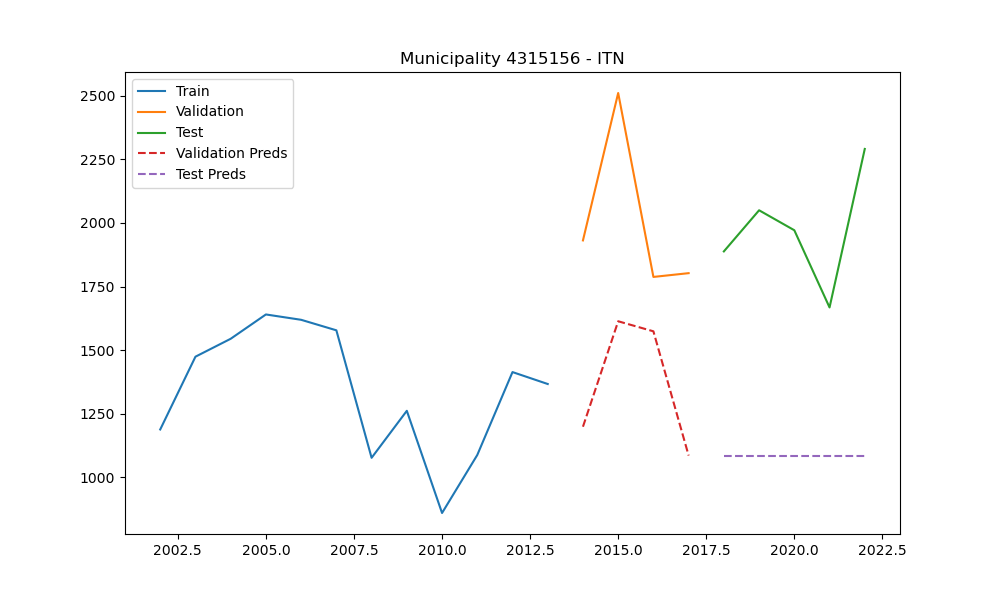 Municipality 4315156 - ITN
Train
Validation
Test
Validation Preds
Test Preds
2500
2250
2000
1750
1500
1250
1000
2002.5 2005.0 2007.5 2010.0 2012.5 2015.0 2017.5 2020.0 2022.5